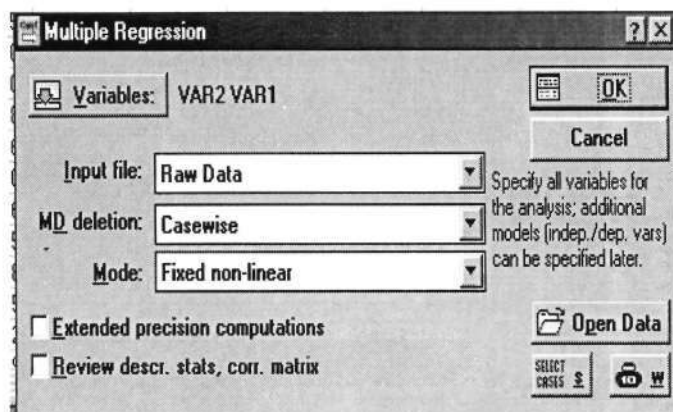 Multiple Regression
Variables: VAR2 VAR1
OK
Cancel
Input file: Raw Data
MD deletion: Casewise
Mode: Fixed non-linear
Specify all variables for
the analysis; additional
models (indep./dep. vars)
can be specified later.
Extended precision computations
Review descr. stats, corr. matrix
Open Data
SELECT
CASES S
10 W